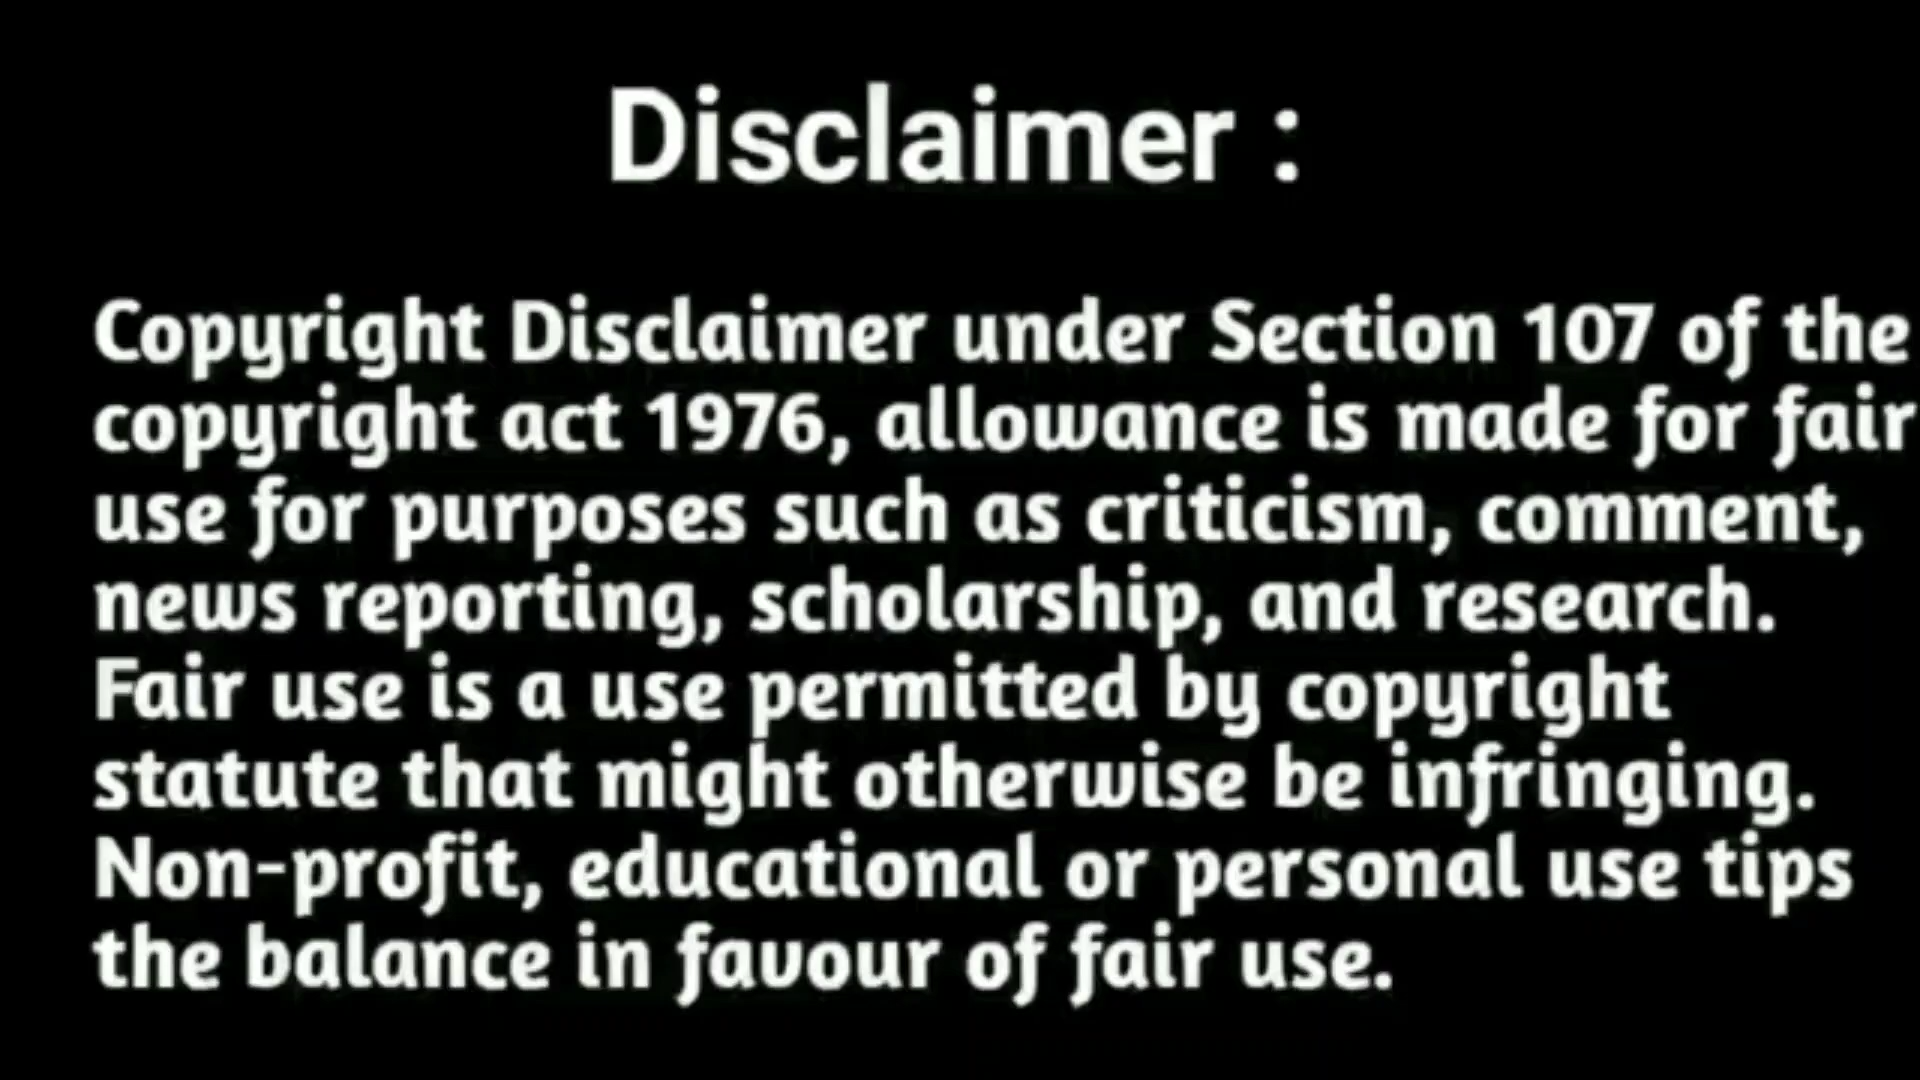 Disclaimer :
Copyright Disclaimer under Section 107 of the
copyright act 1976, allowance is made for fair
use for purposes such as criticism, comment,
news reporting, scholarship, and research.
Fair use is a use permitted by copyright
statute that might otherwise be infringing.
Non-profit, educational or personal use tips
the balance in favour of fair use.